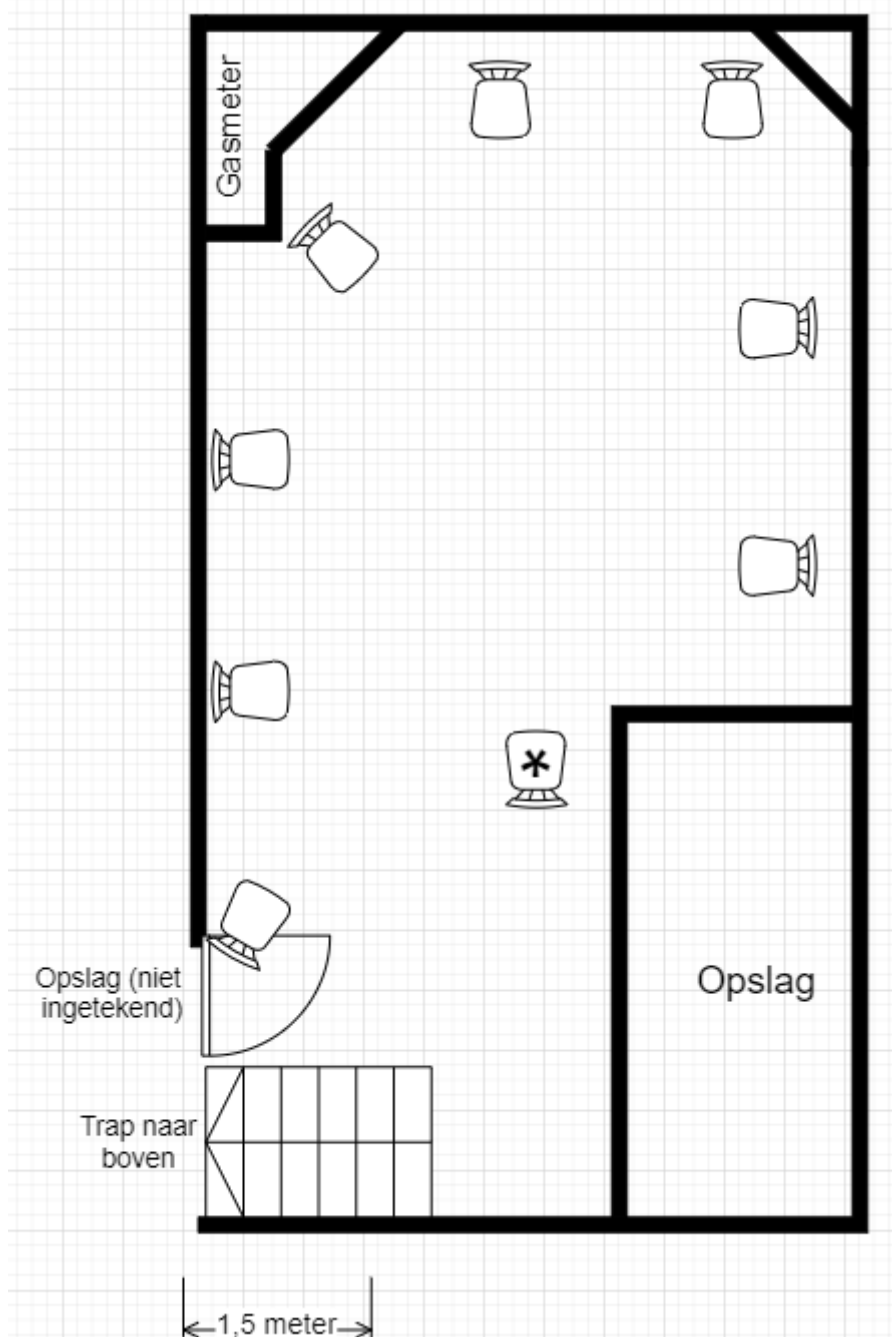 Gasmeter
*
Opslag (niet
ingetekend)
Opslag
Trap naar
boven
1,5 meter